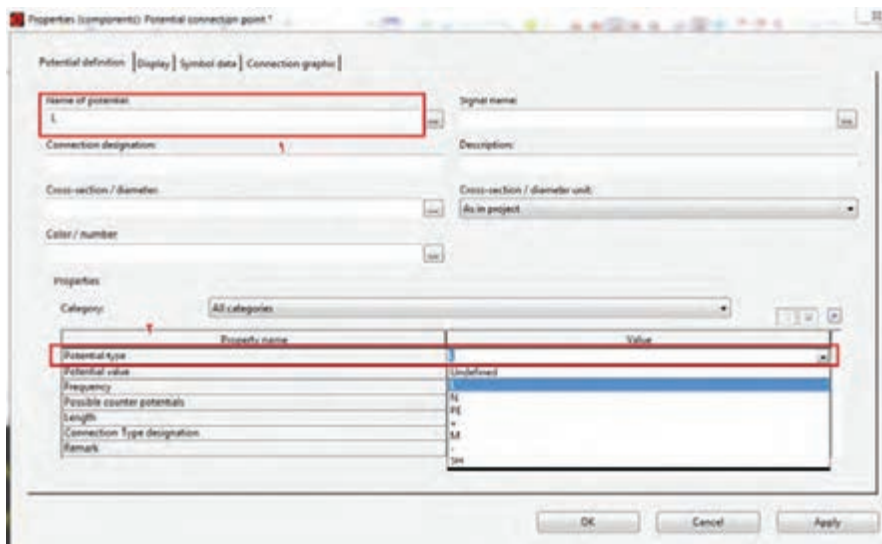 Properties (components): Potential connection point *
Potential definition Display Symbol data Connection graphic
Name of potential: Signal name:
L
... ...
۱
Connection designation: Description:
Cross-section / diameter: Cross-section / diameter unit:
... As in project
Color / number:
...
Properties
Category: All categories
۲
Property name Value
Potential type L
Potential value Undefined
Frequency L
Possible counter potentials N
Length PE
Connection Type designation +
Remark M
-
SH
OK Cancel Apply